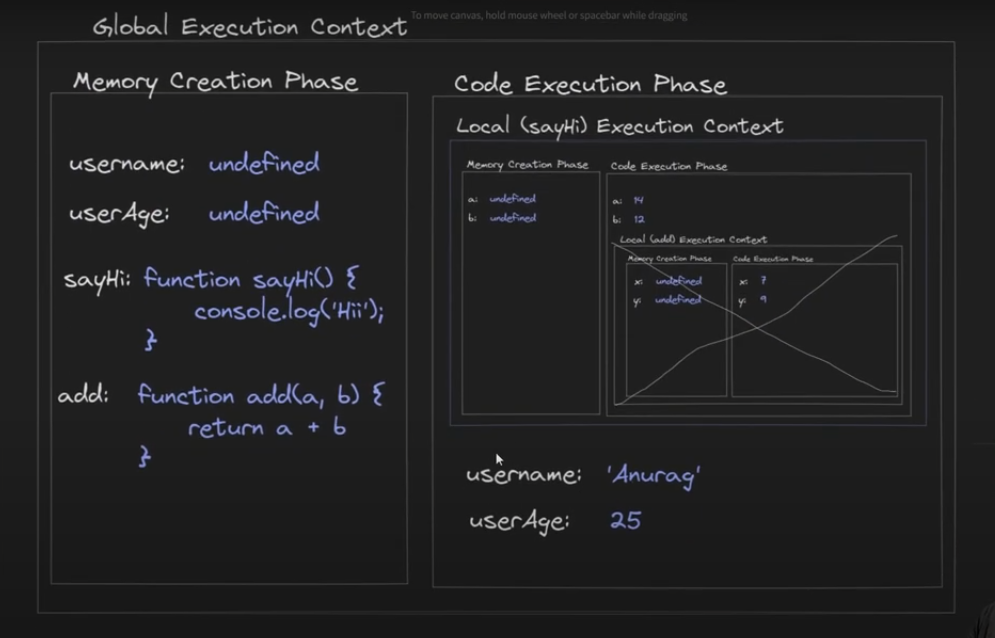 To move canvas, hold mouse wheel or spacebar while dragging
Global Execution Context
Memory Creation Phase
username: undefined
userAge: undefined
sayHi: function sayHi() {
console.log('Hii');
}
add: function add(a, b) {
return a + b
}
Code Execution Phase
Local (sayHi) Execution Context
Memory Creation Phase
a: undefined
b: undefined
Code Execution Phase
a: 14
b: 12
Local (add) Execution Context
Memory Creation Phase
x: undefined
y: undefined
Code Execution Phase
x: 7
y: 9
username: 'Anurag'
userAge: 25